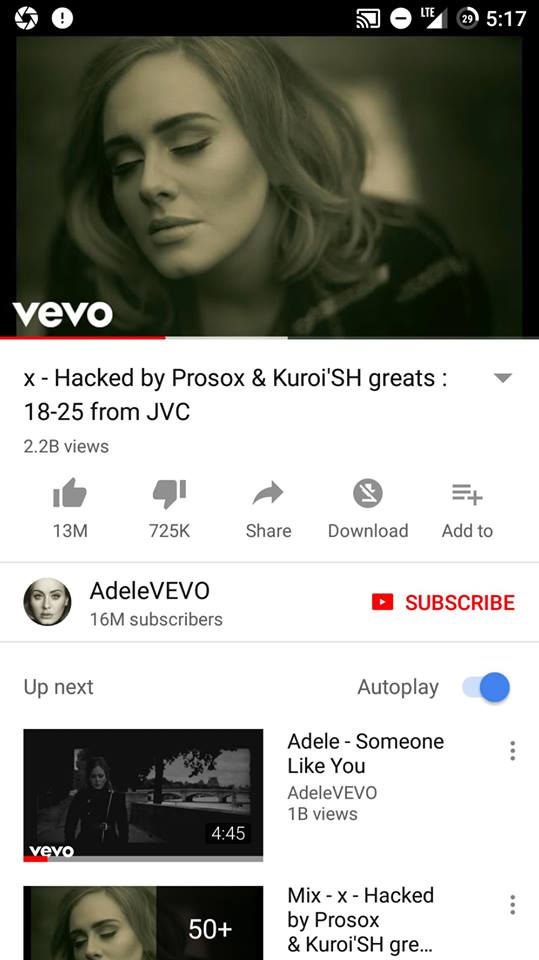 LTE 29 5:17
vevo
x - Hacked by Prosox & Kuroi'SH greats :
18-25 from JVC
2.2B views
13M 725K Share Download Add to
AdeleVEVO
16M subscribers
SUBSCRIBE
Up next Autoplay
Adele - Someone
Like You
AdeleVEVO
1B views
4:45
vevo
Mix - x - Hacked
by Prosox
& Kuroi'SH gre...
50+